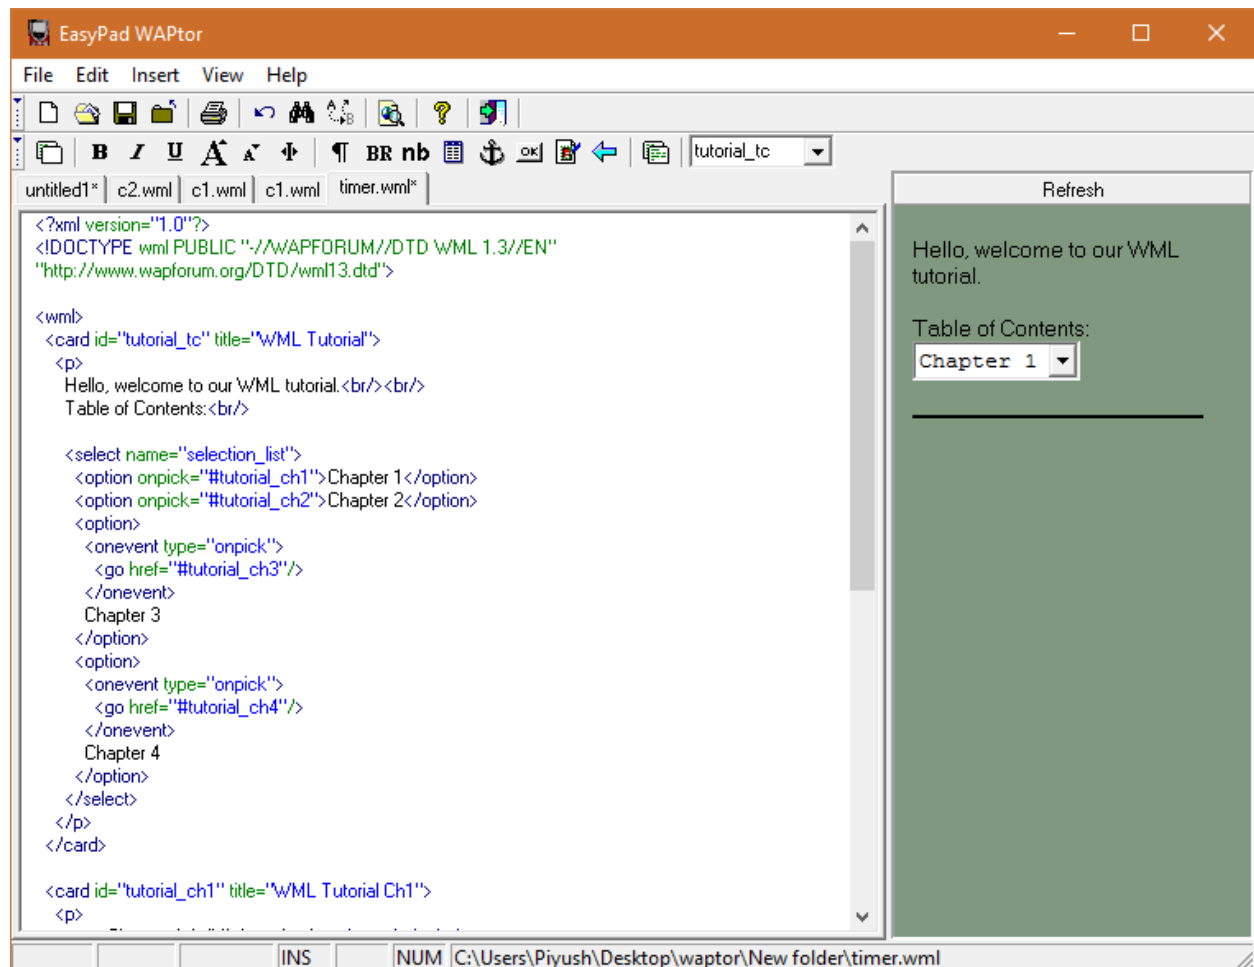 EasyPad WAPtor
File Edit Insert View Help
B I U A A ¶ BR nb OK tutorial_tc
untitled1* c2.wml c1.wml c1.wml timer.wml*
Refresh
<?xml version="1.0"?>
<!DOCTYPE wml PUBLIC "-//WAPFORUM//DTD WML 1.3//EN"
"http://www.wapforum.org/DTD/wml13.dtd">
<wml>
<card id="tutorial_tc" title="WML Tutorial">
<p>
Hello, welcome to our WML tutorial.<br/><br/>
Table of Contents:<br/>
<select name="selection_list">
<option onpick="#tutorial_ch1">Chapter 1</option>
<option onpick="#tutorial_ch2">Chapter 2</option>
<option>
<onevent type="onpick">
<go href="#tutorial_ch3"/>
</onevent>
Chapter 3
</option>
<option>
<onevent type="onpick">
<go href="#tutorial_ch4"/>
</onevent>
Chapter 4
</option>
</select>
</p>
</card>
<card id="tutorial_ch1" title="WML Tutorial Ch1">
<p>
Hello, welcome to our WML
tutorial.
Table of Contents:
Chapter 1
INS NUM C:\Users\Piyush\Desktop\waptor\New folder\timer.wml